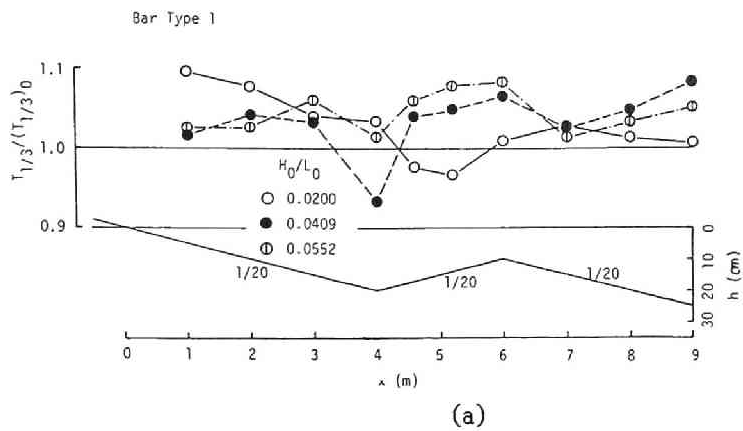 Bar Type 1
T1/3/(T1/3)0
1.1
1.0
0.9
H0/L0
0.0200
0.0409
0.0552
1/20
1/20
1/20
0
10
20
30
h (cm)
0 1 2 3 4 5 6 7 8 9
x (m)
(a)